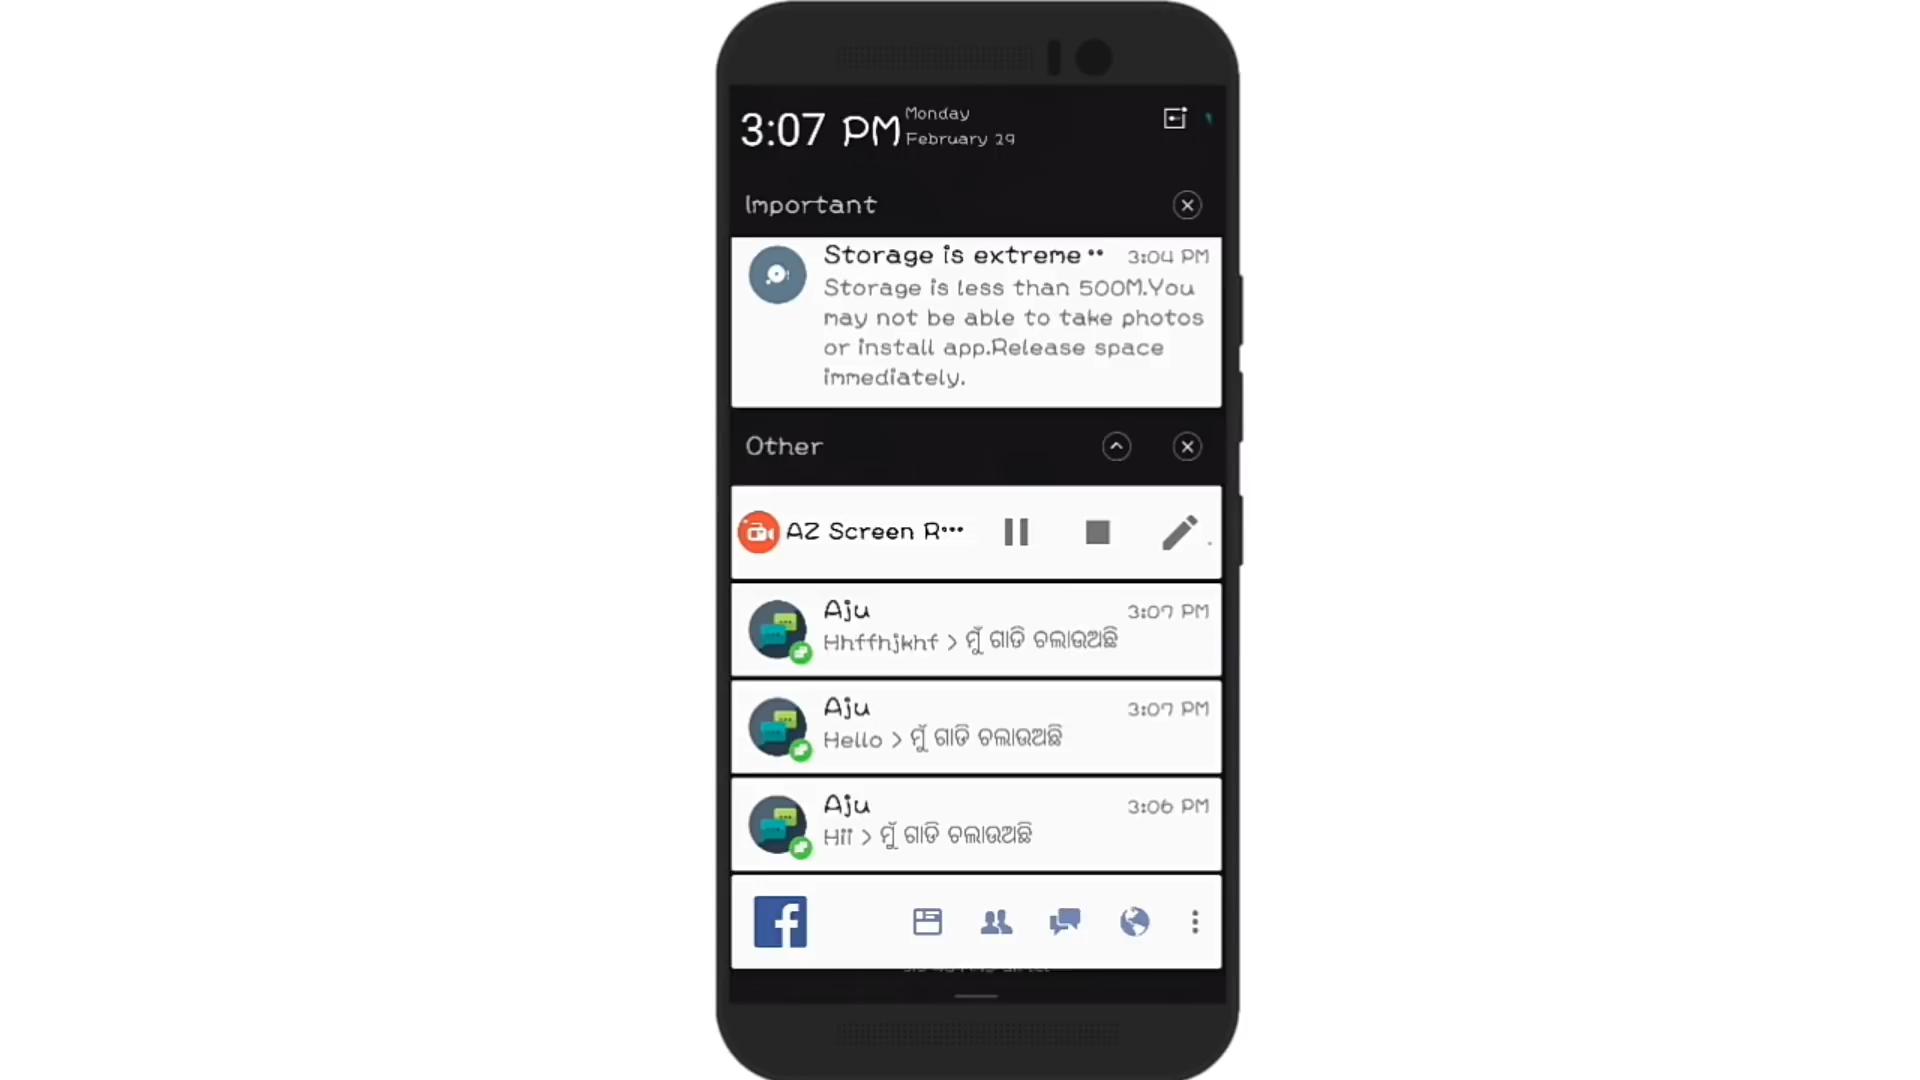 3:07 PM
Monday
February 29
Important
Storage is extreme ··
3:04 PM
Storage is less than 500M.You
may not be able to take photos
or install app.Release space
immediately.
Other
AZ Screen R···
Aju
3:07 PM
Hhffhjkhf > ମୁଁ ଗାଡି ଚଲାଉଅଛି
Aju
3:07 PM
Hello > ମୁଁ ଗାଡି ଚଲାଉଅଛି
Aju
3:06 PM
Hii > ମୁଁ ଗାଡି ଚଲାଉଅଛି